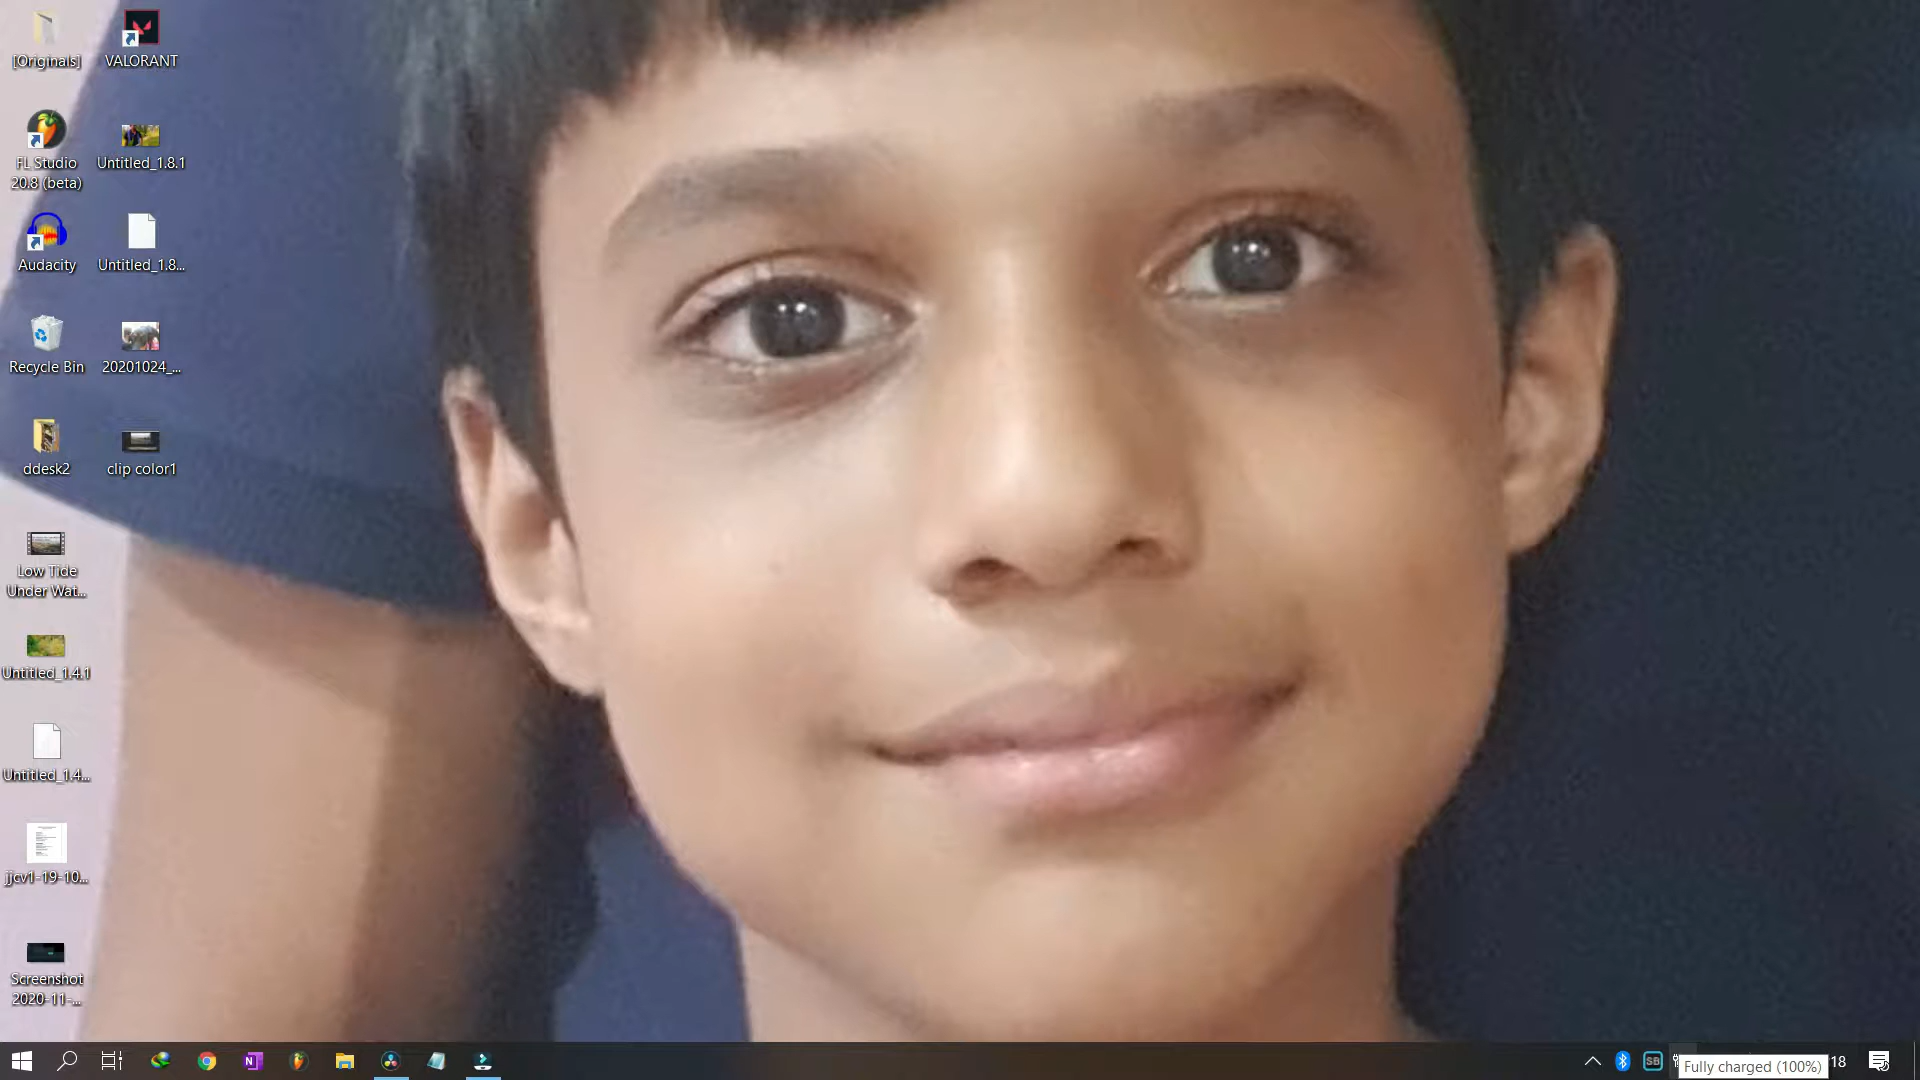 [Originals]
VALORANT
FL Studio
20.8 (beta)
Untitled_1.8.1
Audacity
Untitled_1.8...
Recycle Bin
20201024_...
ddesk2
clip color1
Low Tide
Under Wat...
Untitled_1.4.1
Untitled_1.4...
jjcv1-19-10...
Screenshot
2020-11-...
N
SB
Fully charged (100%)
18